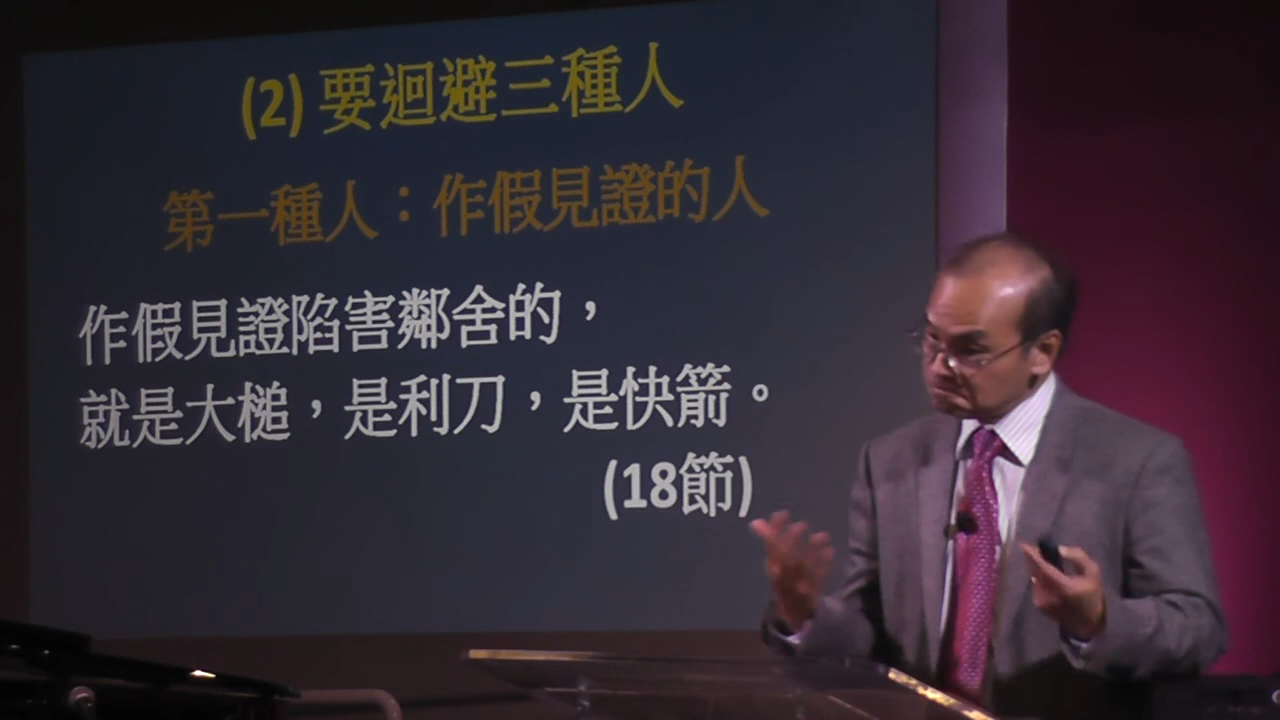 (2) 要迴避三種人
第一種人：作假見證的人
作假見證陷害鄰舍的，
就是大槌，是利刀，是快箭。
(18節)